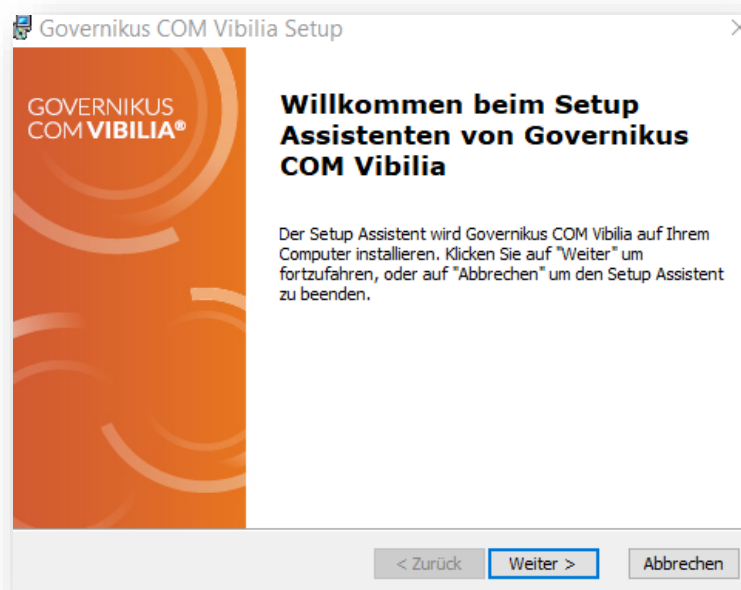 Governikus COM Vibilia Setup
GOVERNIKUS
COM VIBILIA®
Willkommen beim Setup
Assistenten von Governikus
COM Vibilia
Der Setup Assistent wird Governikus COM Vibilia auf Ihrem
Computer installieren. Klicken Sie auf "Weiter" um
fortzufahren, oder auf "Abbrechen" um den Setup Assistent
zu beenden.
< Zurück
Weiter >
Abbrechen